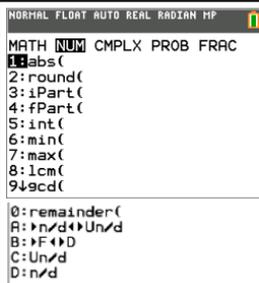 NORMAL FLOAT AUTO REAL RADIAN MP
MATH NUM CMPLX PROB FRAC
1:abs(
2:round(
3:iPart(
4:fPart(
5:int(
6:min(
7:max(
8:lcm(
9↓gcd(
0:remainder(
A:►n/d◄►Un/d
B:►F◄►D
C:Un/d
D:n/d